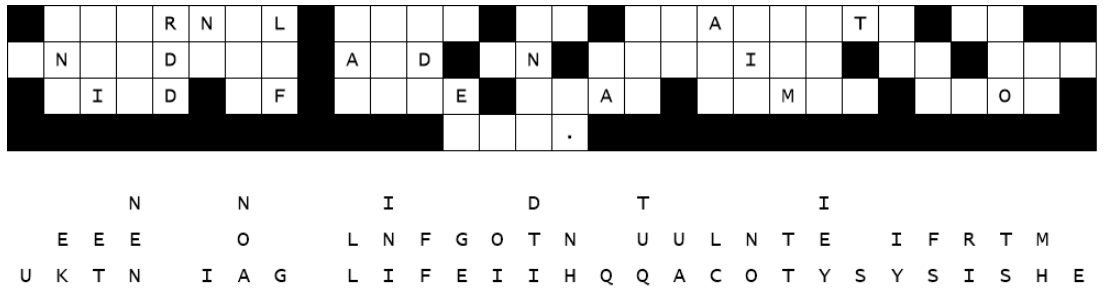 R N L A T
N D A D N I
I D F E A M O
.
N N I D T I
E E E O L N F G O T N U U L N T E I F R T M
U K T N I A G L I F E I I H Q Q A C O T Y S Y S I S H E